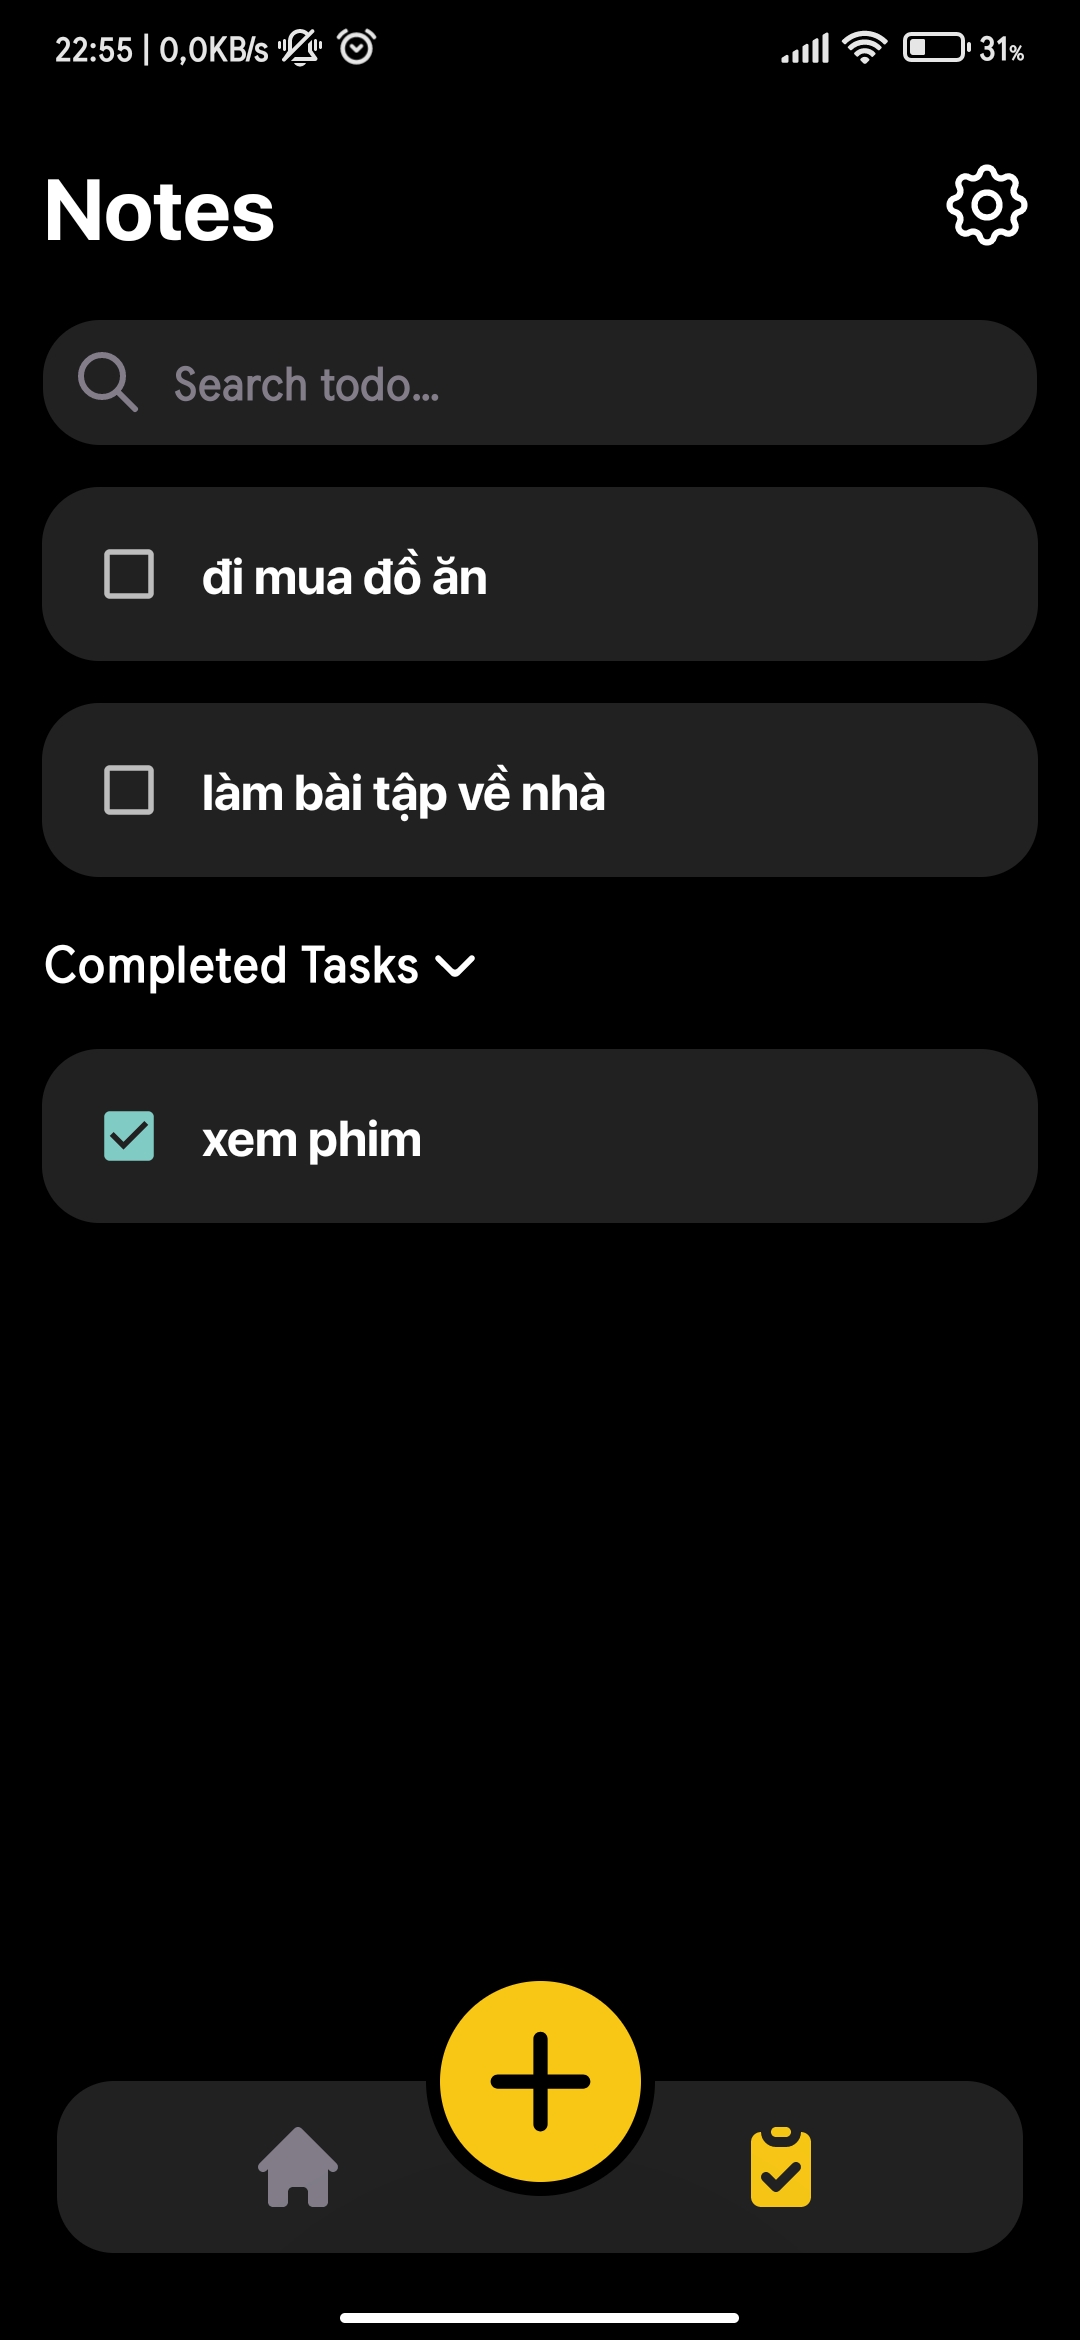 22:55 | 0,0KB/s 31%
Notes
Search todo...
đi mua đồ ăn
làm bài tập về nhà
Completed Tasks
xem phim